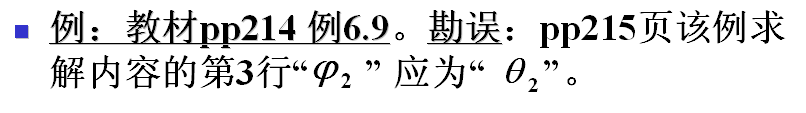 ■ 例：教材pp214 例6.9。勘误：pp215页该例求
解内容的第3行“φ₂ ” 应为“ θ₂”。